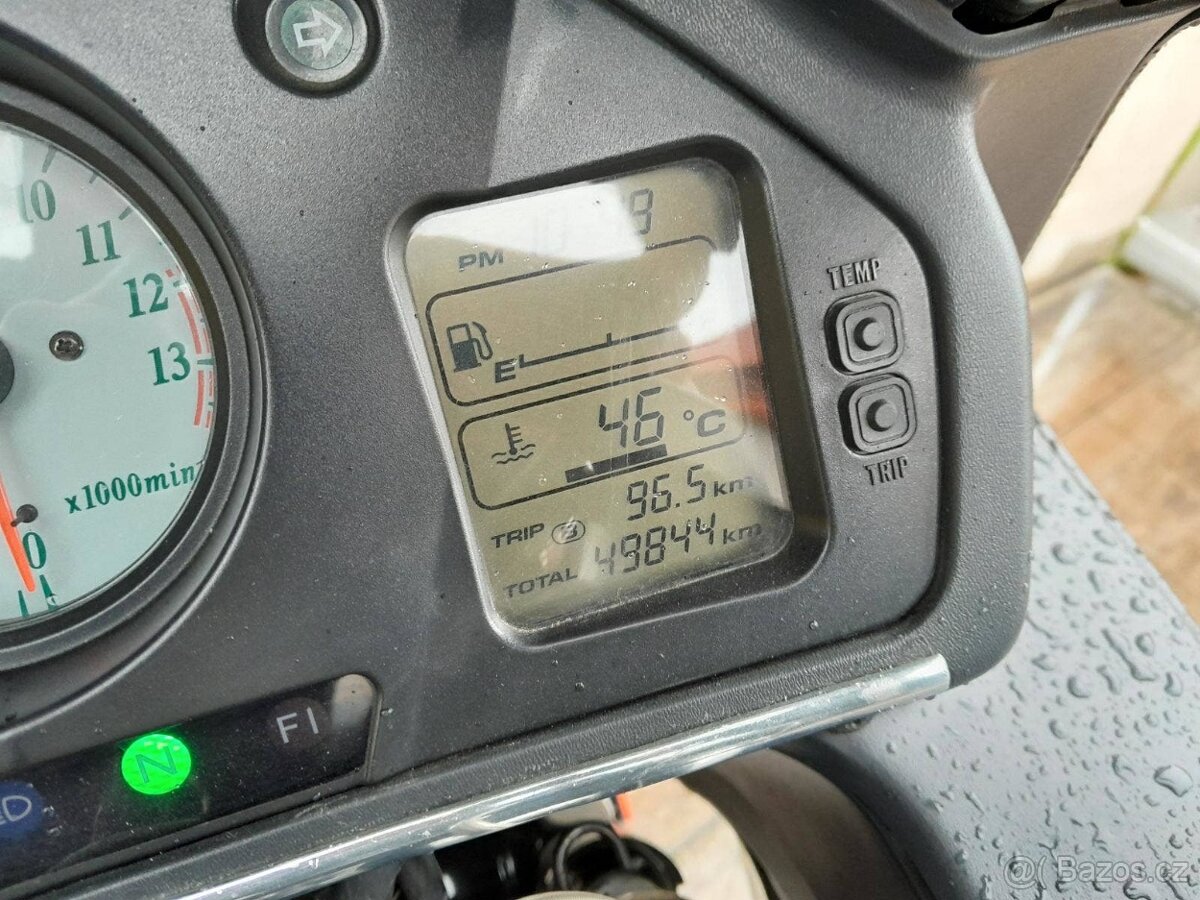 10
11
12
13
x1000min
0
PM
E
46 °C
TRIP B 96.5 km
TOTAL 49844 km
TEMP
TRIP
FI
N
© Bazos.cz